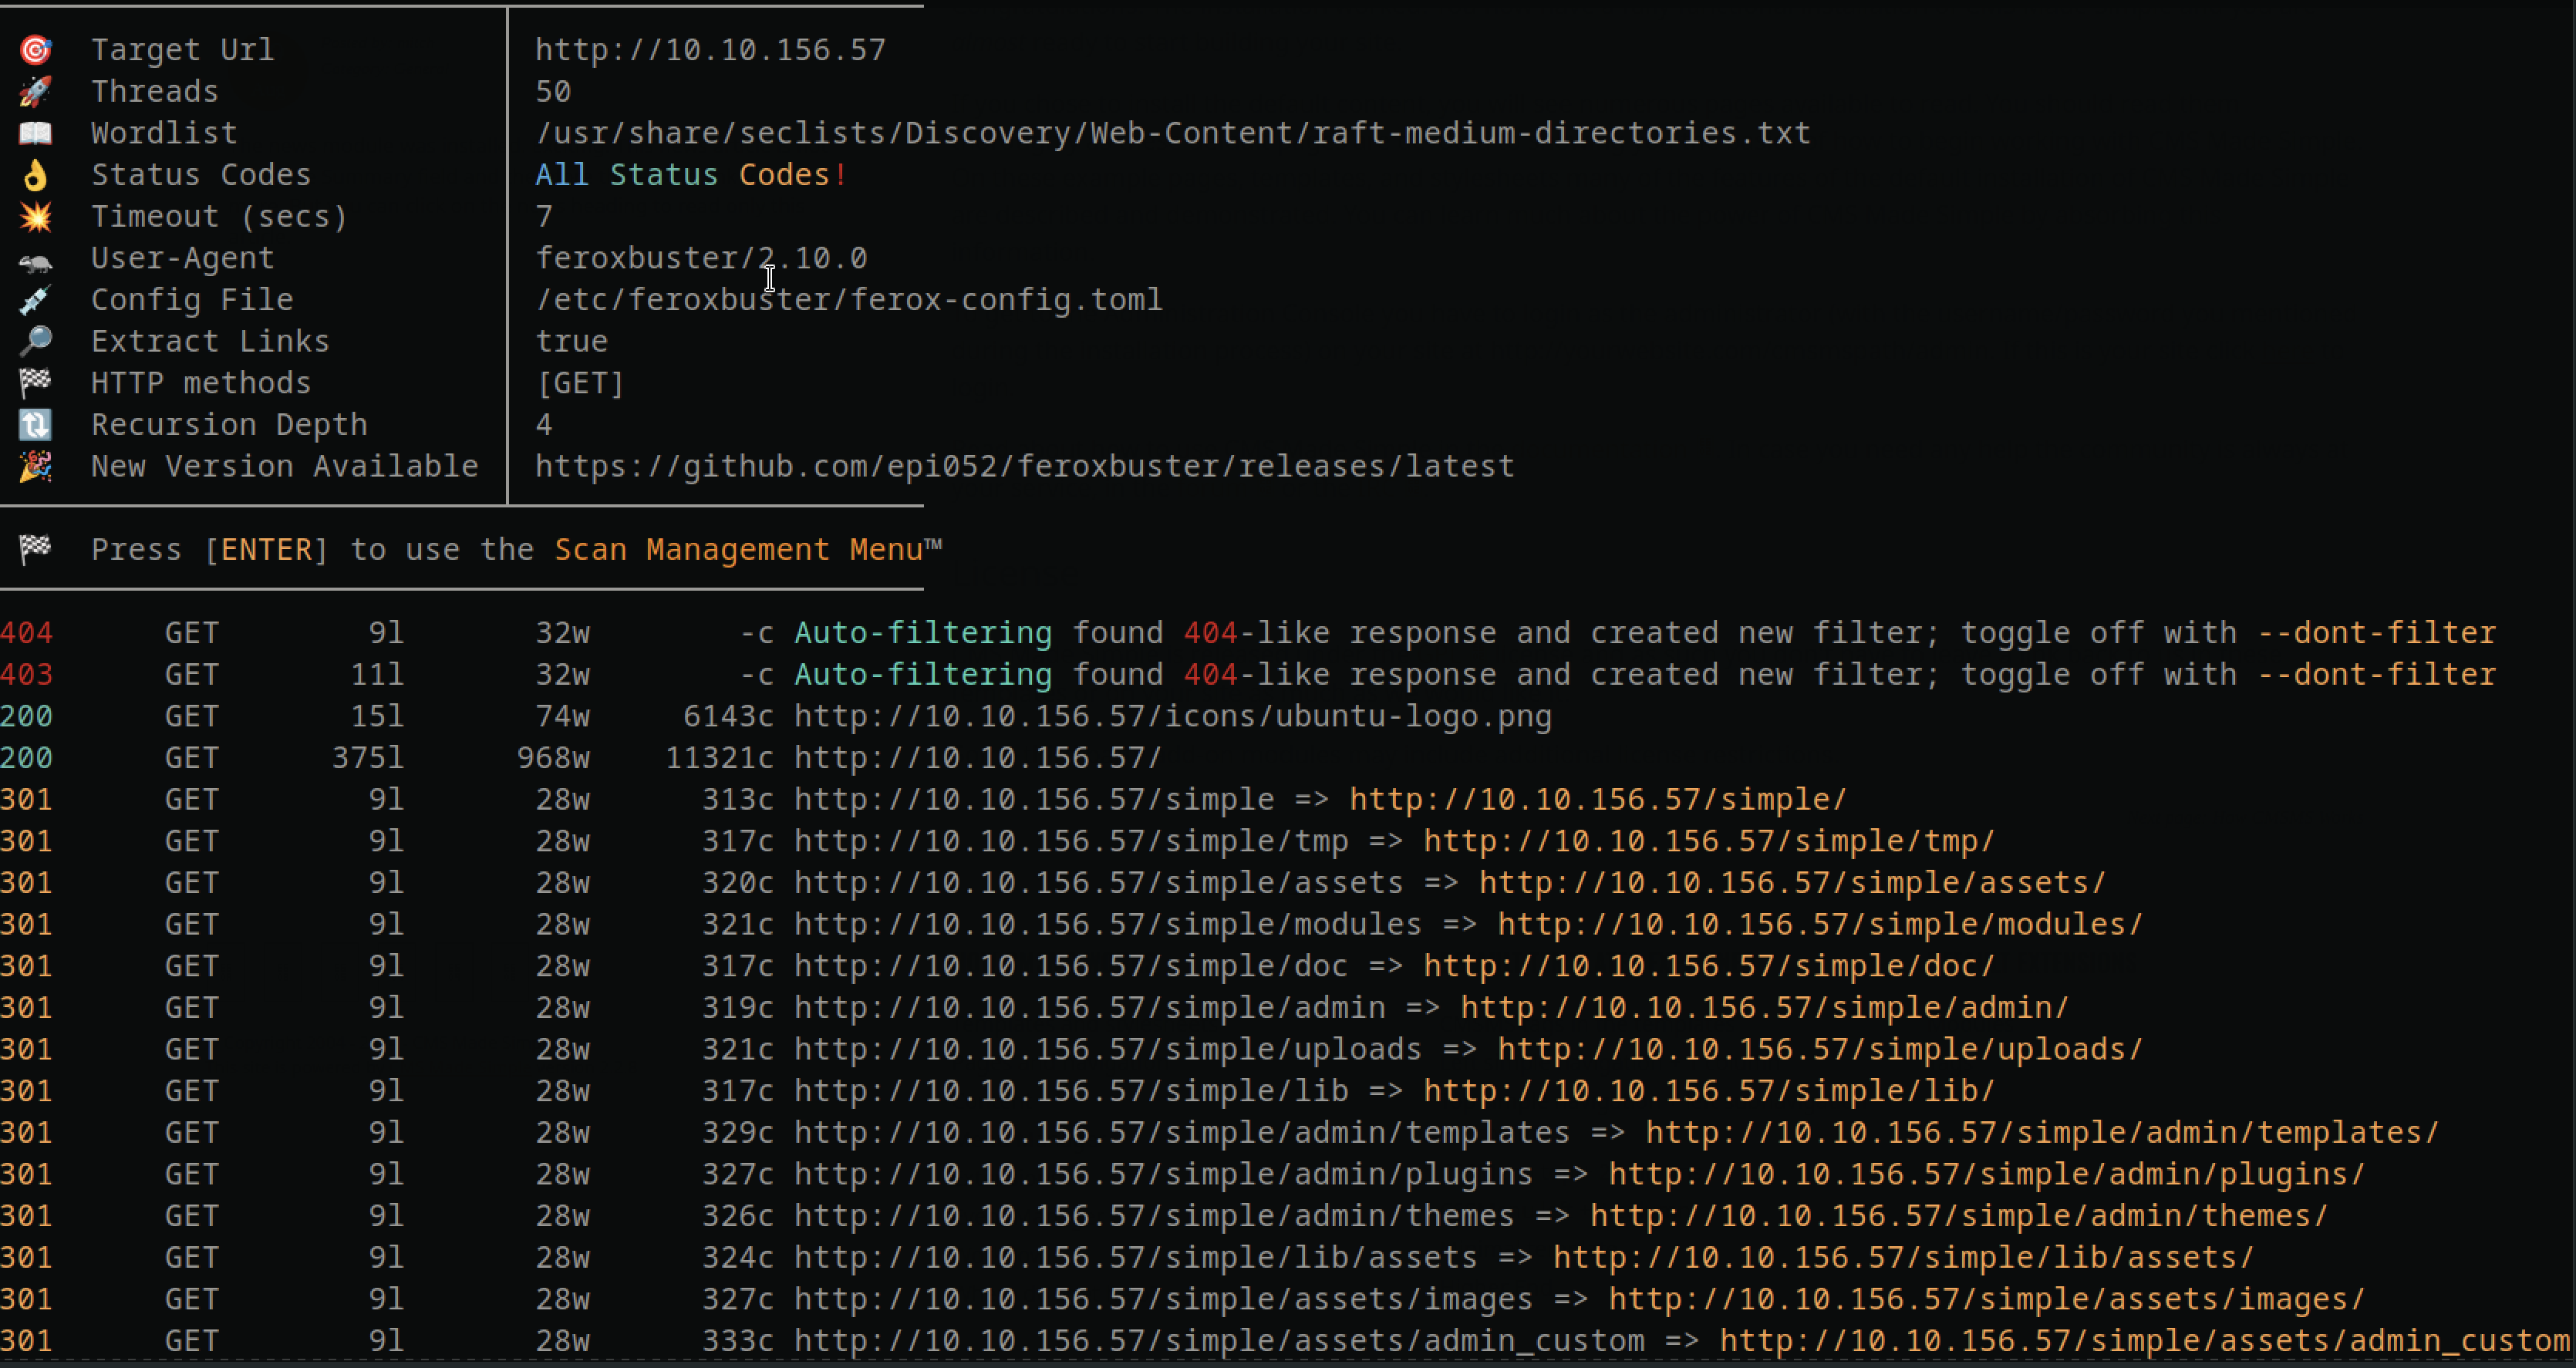 Target Url http://10.10.156.57
Threads 50
Wordlist /usr/share/seclists/Discovery/Web-Content/raft-medium-directories.txt
Status Codes All Status Codes!
Timeout (secs) 7
User-Agent feroxbuster/2.10.0
Config File /etc/feroxbuster/ferox-config.toml
Extract Links true
HTTP methods [GET]
Recursion Depth 4
New Version Available https://github.com/epi052/feroxbuster/releases/latest
Press [ENTER] to use the Scan Management Menu™
404 GET 9l 32w -c Auto-filtering found 404-like response and created new filter; toggle off with --dont-filter
403 GET 11l 32w -c Auto-filtering found 404-like response and created new filter; toggle off with --dont-filter
200 GET 15l 74w 6143c http://10.10.156.57/icons/ubuntu-logo.png
200 GET 375l 968w 11321c http://10.10.156.57/
301 GET 9l 28w 313c http://10.10.156.57/simple => http://10.10.156.57/simple/
301 GET 9l 28w 317c http://10.10.156.57/simple/tmp => http://10.10.156.57/simple/tmp/
301 GET 9l 28w 320c http://10.10.156.57/simple/assets => http://10.10.156.57/simple/assets/
301 GET 9l 28w 321c http://10.10.156.57/simple/modules => http://10.10.156.57/simple/modules/
301 GET 9l 28w 317c http://10.10.156.57/simple/doc => http://10.10.156.57/simple/doc/
301 GET 9l 28w 319c http://10.10.156.57/simple/admin => http://10.10.156.57/simple/admin/
301 GET 9l 28w 321c http://10.10.156.57/simple/uploads => http://10.10.156.57/simple/uploads/
301 GET 9l 28w 317c http://10.10.156.57/simple/lib => http://10.10.156.57/simple/lib/
301 GET 9l 28w 329c http://10.10.156.57/simple/admin/templates => http://10.10.156.57/simple/admin/templates/
301 GET 9l 28w 327c http://10.10.156.57/simple/admin/plugins => http://10.10.156.57/simple/admin/plugins/
301 GET 9l 28w 326c http://10.10.156.57/simple/admin/themes => http://10.10.156.57/simple/admin/themes/
301 GET 9l 28w 324c http://10.10.156.57/simple/lib/assets => http://10.10.156.57/simple/lib/assets/
301 GET 9l 28w 327c http://10.10.156.57/simple/assets/images => http://10.10.156.57/simple/assets/images/
301 GET 9l 28w 333c http://10.10.156.57/simple/assets/admin_custom => http://10.10.156.57/simple/assets/admin_custom